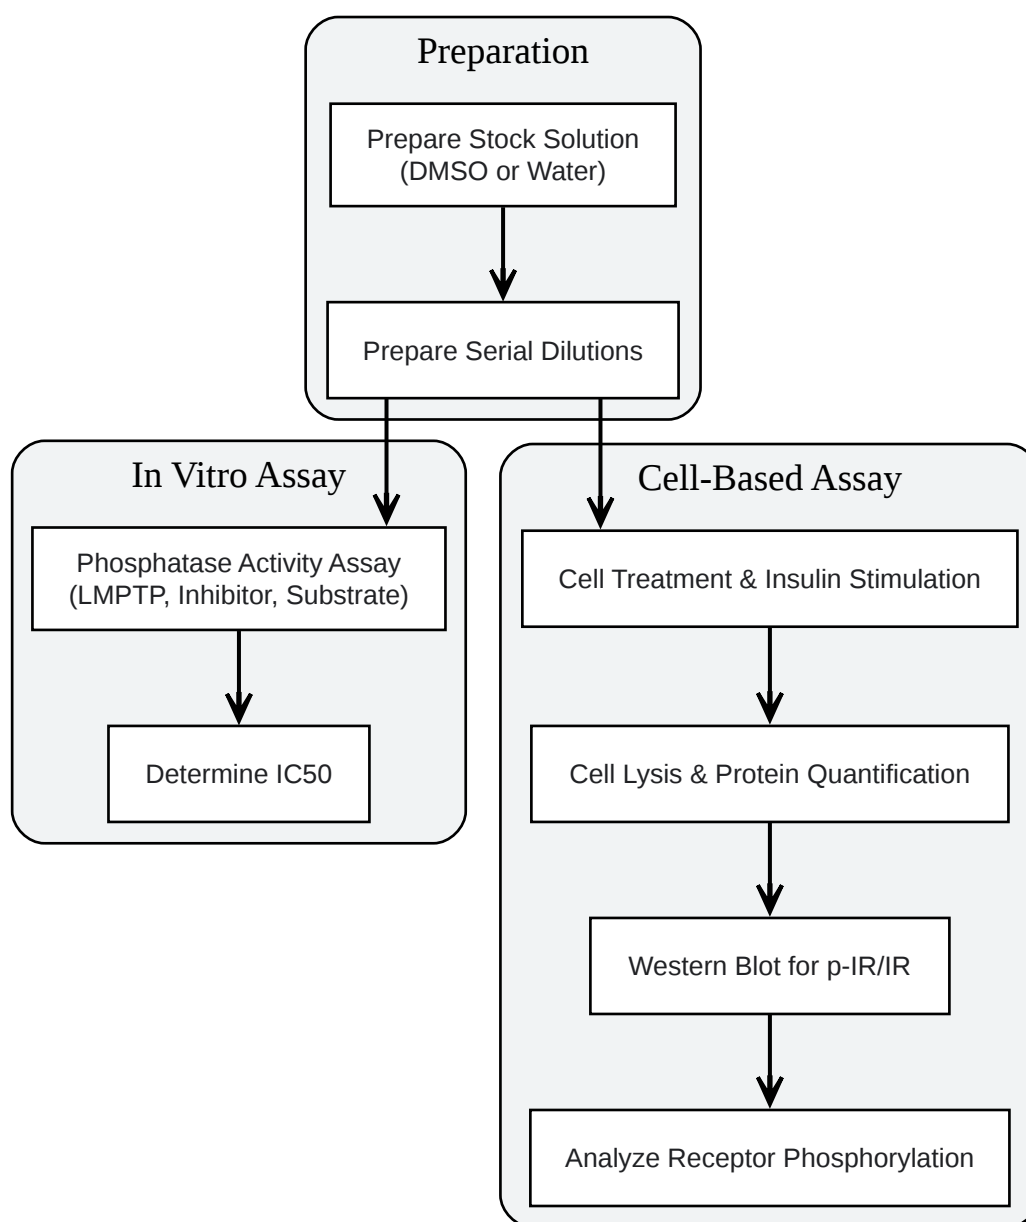 Preparation
Prepare Stock Solution
(DMSO or Water)
Prepare Serial Dilutions
In Vitro Assay
Phosphatase Activity Assay
(LMPTP, Inhibitor, Substrate)
Determine IC50
Cell-Based Assay
Cell Treatment & Insulin Stimulation
Cell Lysis & Protein Quantification
Western Blot for p-IR/IR
Analyze Receptor Phosphorylation